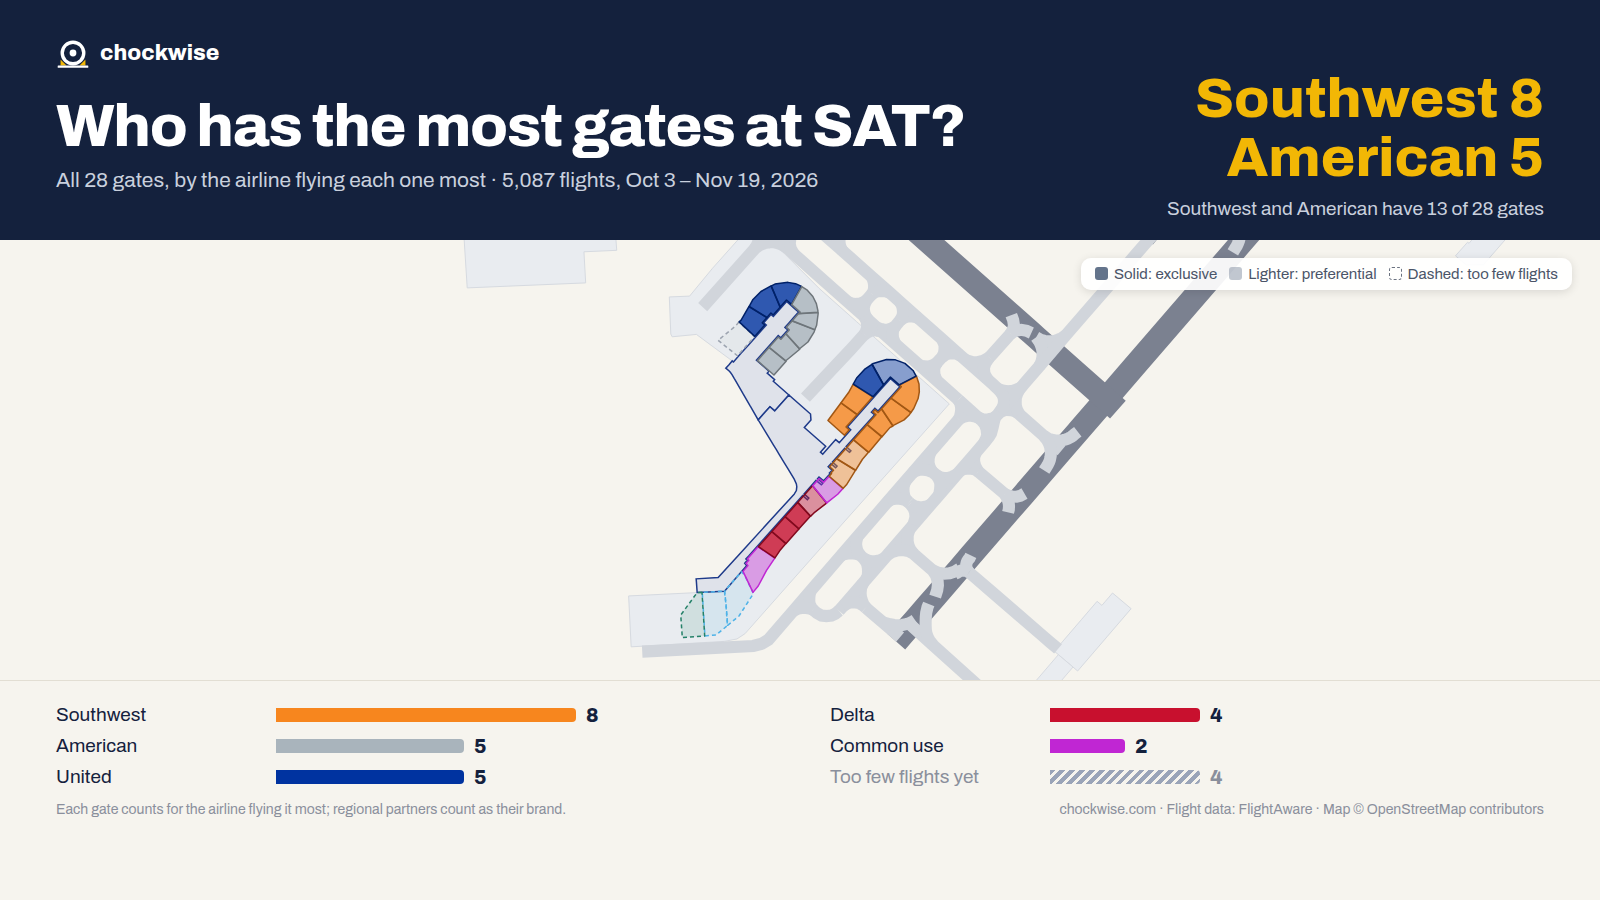 chockwise
Who has the most gates at SAT?
All 28 gates, by the airline flying each one most · 5,087 flights, Oct 3 – Nov 19, 2026
Southwest 8
American 5
Southwest and American have 13 of 28 gates
Solid: exclusive Lighter: preferential Dashed: too few flights
Southwest 8
American 5
United 5
Delta 4
Common use 2
Too few flights yet 4
Each gate counts for the airline flying it most; regional partners count as their brand.
chockwise.com · Flight data: FlightAware · Map © OpenStreetMap contributors